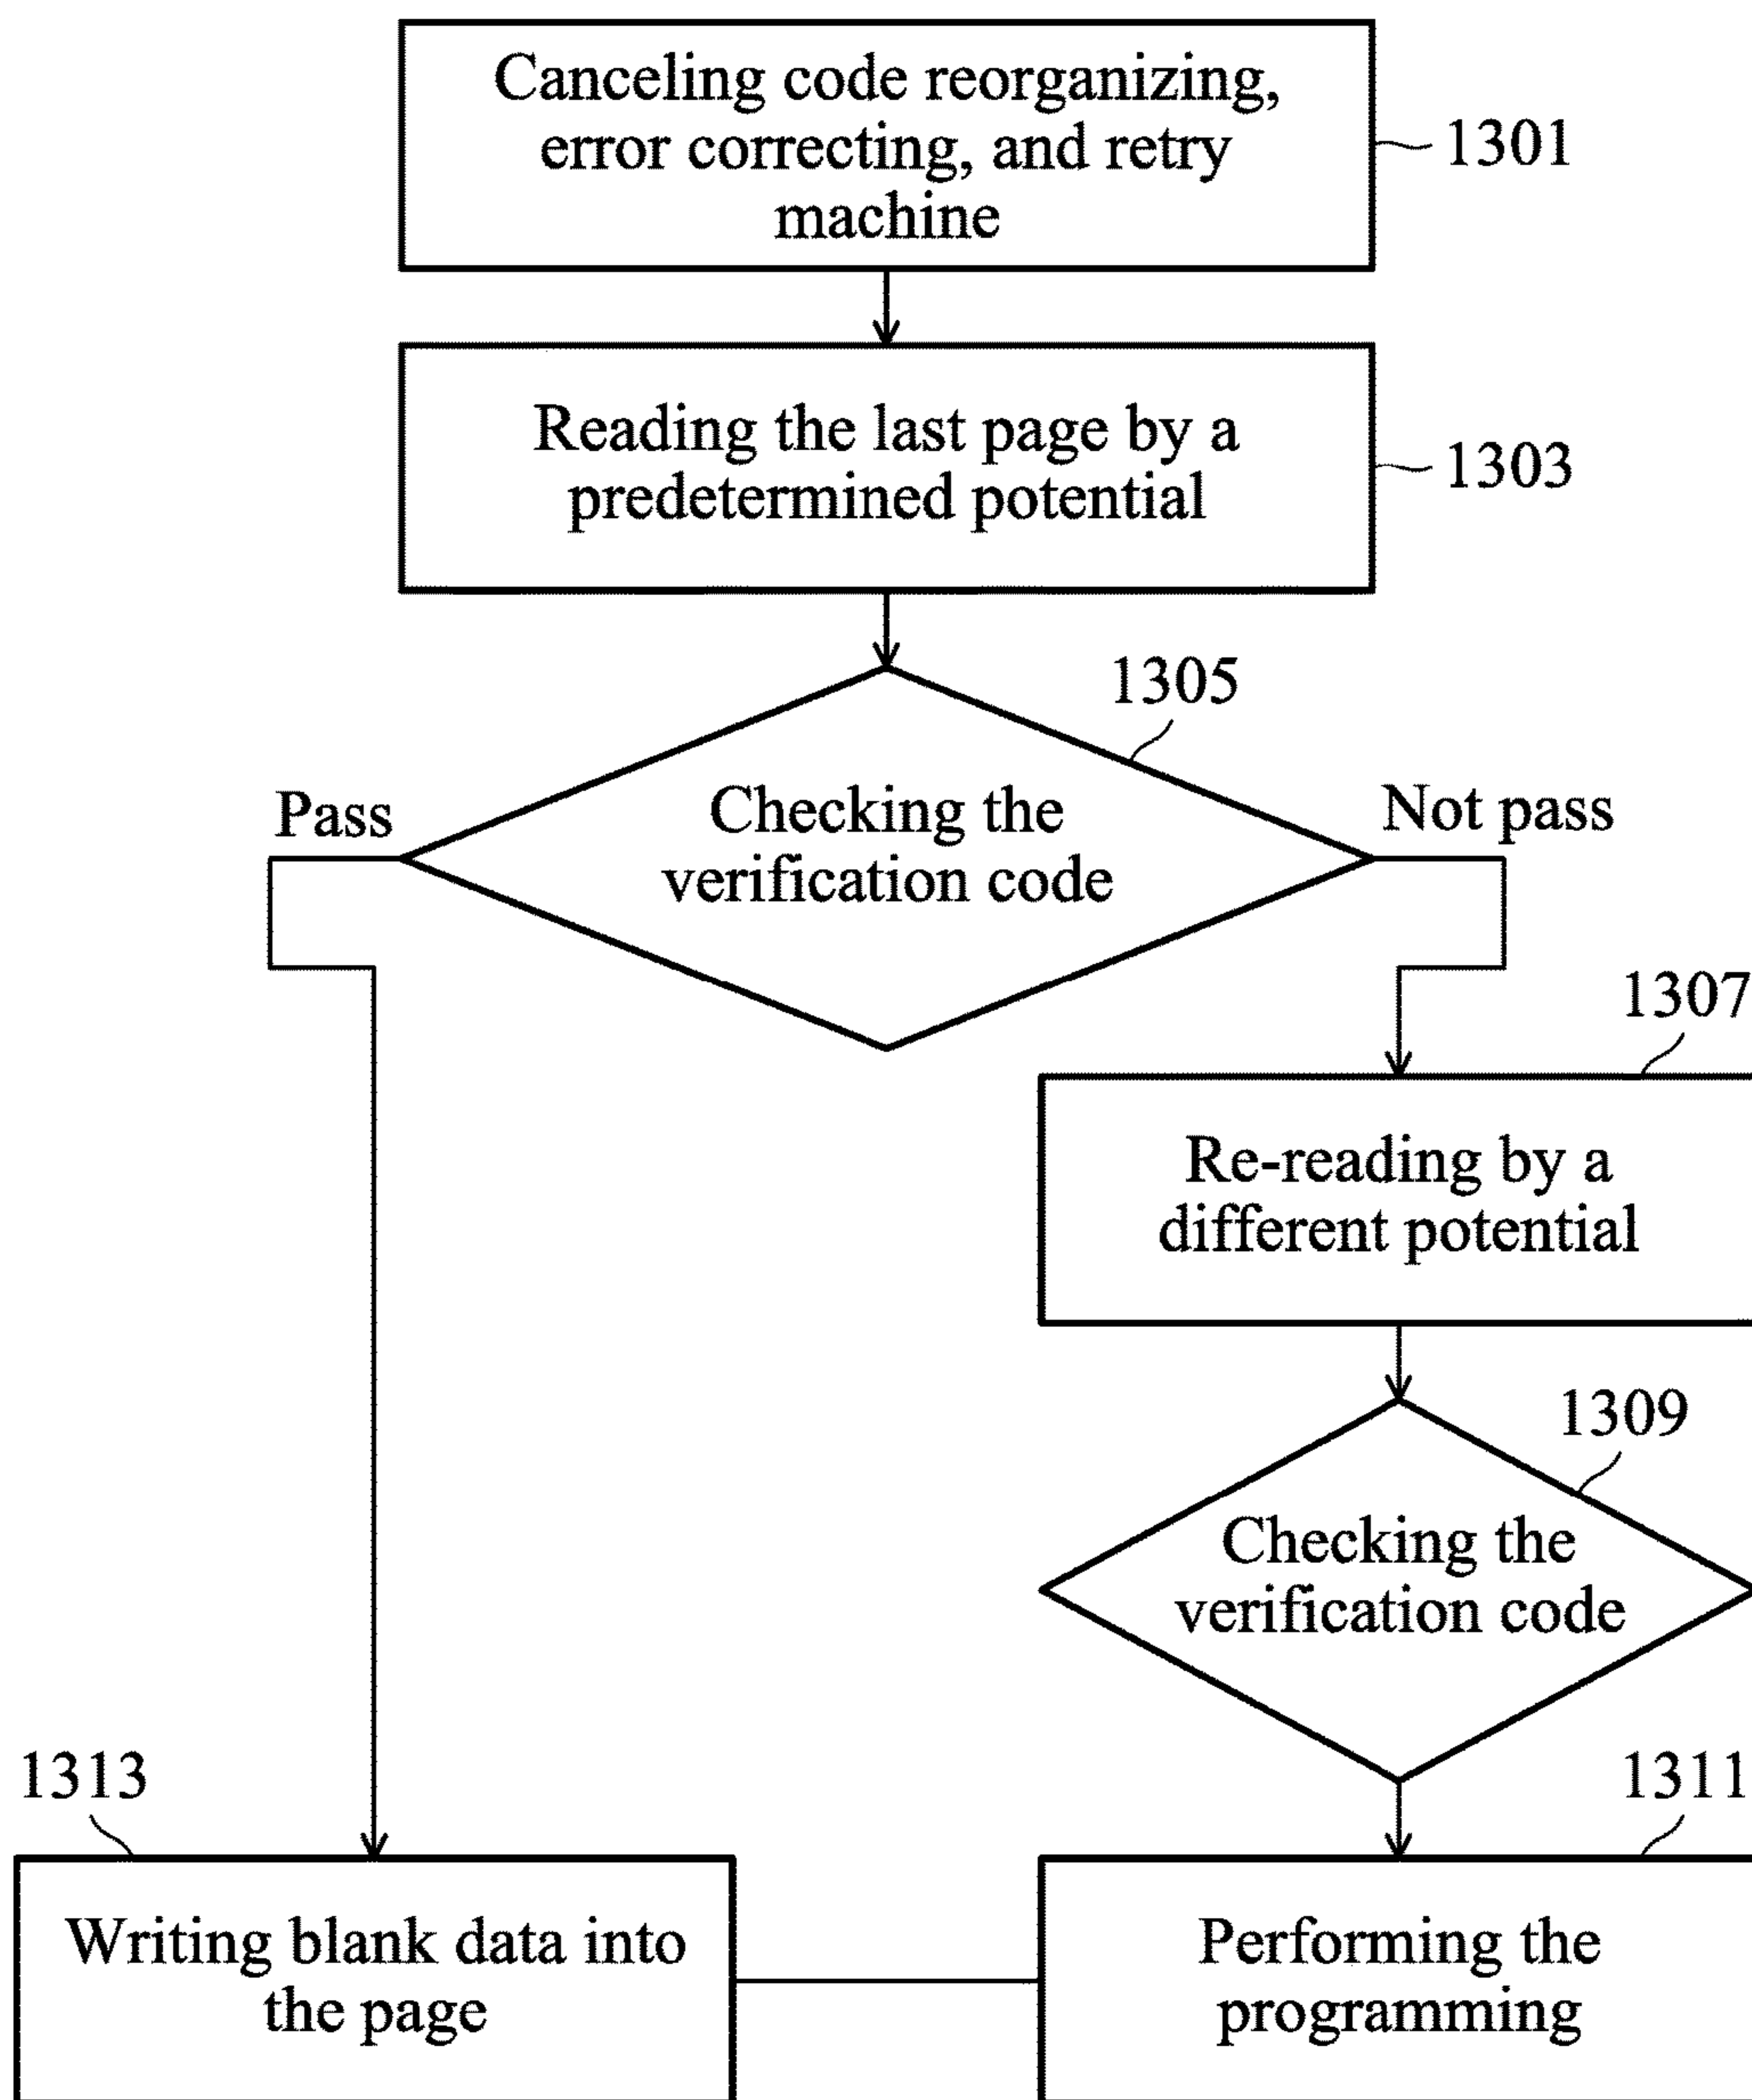 Canceling code reorganizing,
error correcting, and retry
machine
1301
Reading the last page by a
predetermined potential
1303
1305
Checking the
verification code
Pass
Not pass
1307
Re-reading by a
different potential
1309
Checking the
verification code
1313
1311
Writing blank data into
the page
Performing the
programming